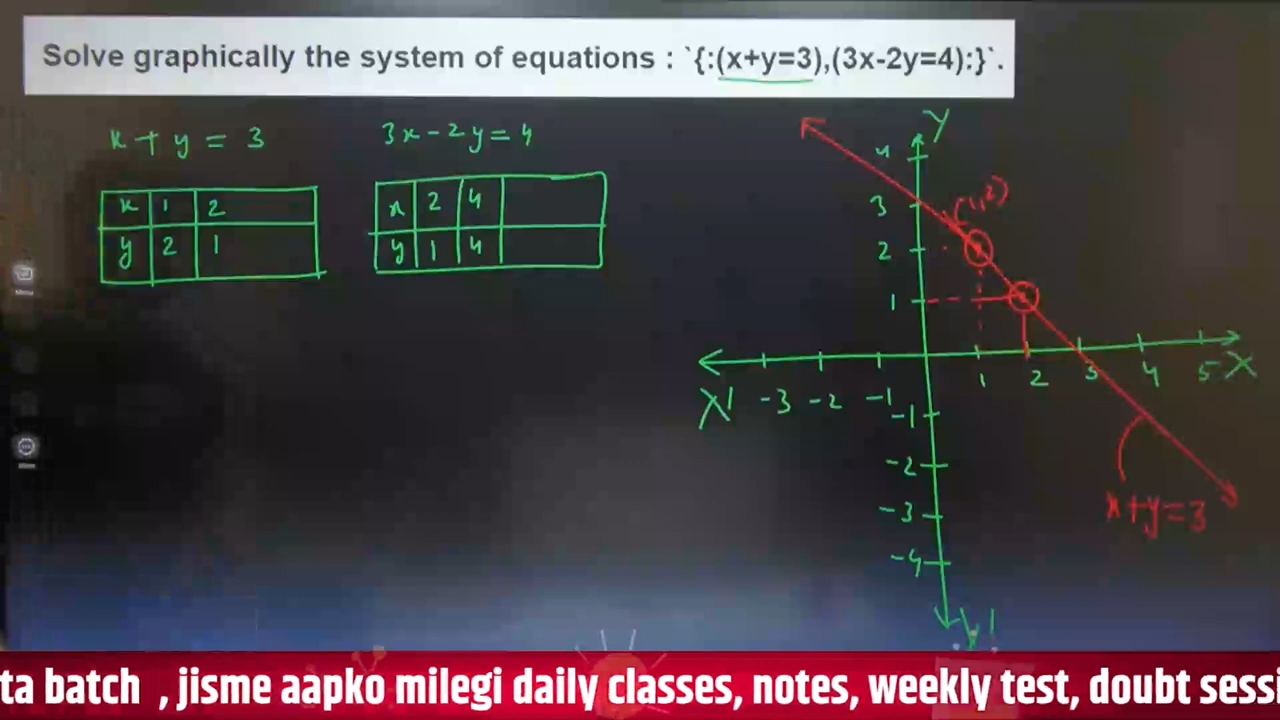 Solve graphically the system of equations : `{:(x+y=3),(3x-2y=4):}`.
x + y = 3
3x - 2y = 4
x 1 2
y 2 1
x 2 4
y 1 4
Y
4
3
2
1
(1,2)
X' -3 -2 -1
1 2 3 4 5 X
-1
-2
-3
-4
Y'
x+y=3
ta batch , jisme aapko milegi daily classes, notes, weekly test, doubt sessi